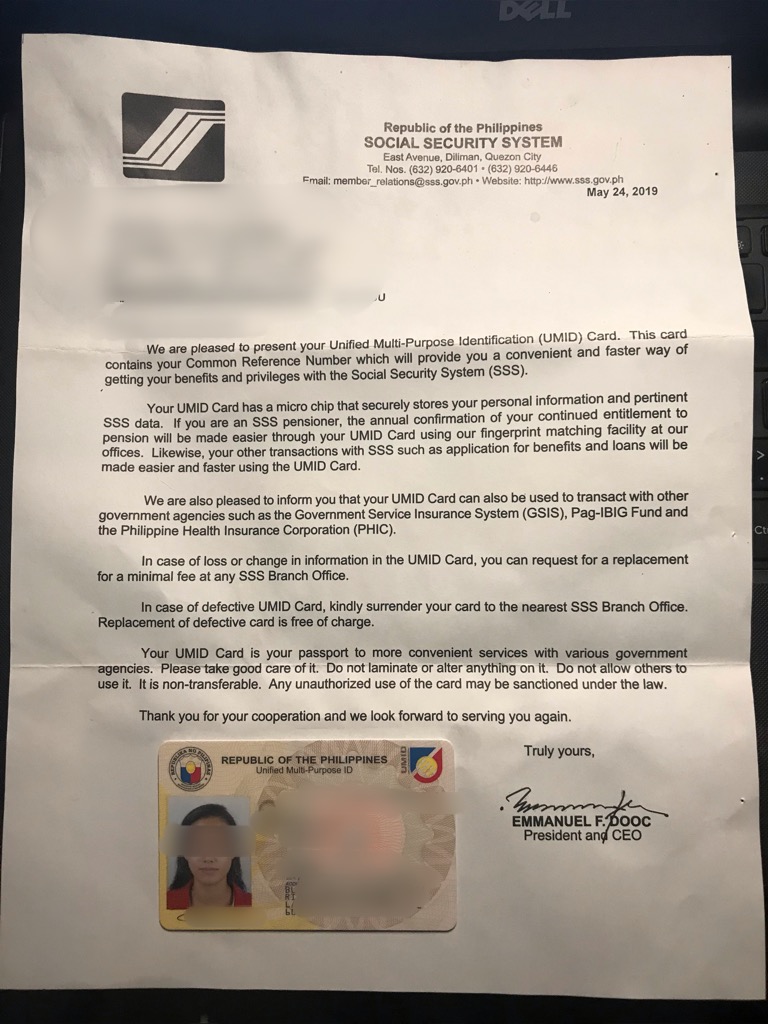 DELL
Republic of the Philippines
SOCIAL SECURITY SYSTEM
East Avenue, Diliman, Quezon City
Tel. Nos. (632) 920-6401 • (632) 920-6446
Email: member_relations@sss.gov.ph • Website: http://www.sss.gov.ph
May 24, 2019
We are pleased to present your Unified Multi-Purpose Identification (UMID) Card. This card
contains your Common Reference Number which will provide you a convenient and faster way of
getting your benefits and privileges with the Social Security System (SSS).
Your UMID Card has a micro chip that securely stores your personal information and pertinent
SSS data. If you are an SSS pensioner, the annual confirmation of your continued entitlement to
pension will be made easier through your UMID Card using our fingerprint matching facility at our
offices. Likewise, your other transactions with SSS such as application for benefits and loans will be
made easier and faster using the UMID Card.
We are also pleased to inform you that your UMID Card can also be used to transact with other
government agencies such as the Government Service Insurance System (GSIS), Pag-IBIG Fund and
the Philippine Health Insurance Corporation (PHIC).
In case of loss or change in information in the UMID Card, you can request for a replacement
for a minimal fee at any SSS Branch Office.
In case of defective UMID Card, kindly surrender your card to the nearest SSS Branch Office.
Replacement of defective card is free of charge.
Your UMID Card is your passport to more convenient services with various government
agencies. Please take good care of it. Do not laminate or alter anything on it. Do not allow others to
use it. It is non-transferable. Any unauthorized use of the card may be sanctioned under the law.
Thank you for your cooperation and we look forward to serving you again.
Truly yours,
EMMANUEL F. DOOC
President and CEO
REPUBLIKA NG PILIPINAS
REPUBLIC OF THE PHILIPPINES
Unified Multi-Purpose ID
UMID